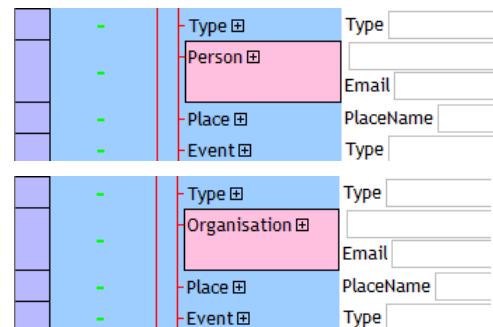 Type Type
Person
Email
Place PlaceName
Event Type
Type Type
Organisation
Email
Place PlaceName
Event Type